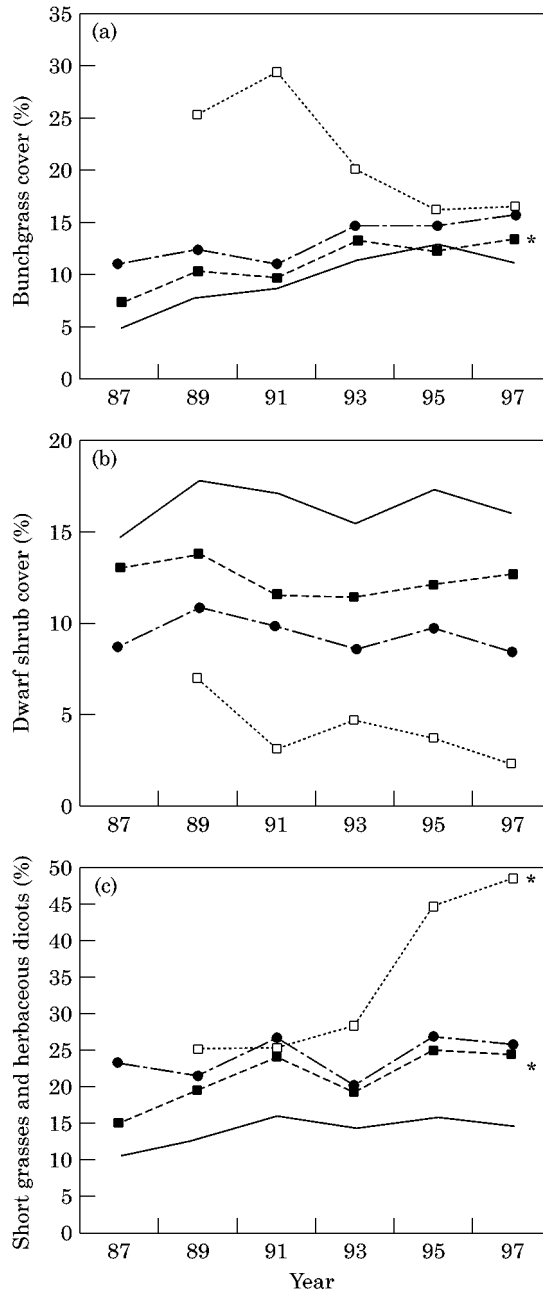 (a)
Bunchgrass cover (%)
35
30
25
20
15
10
5
0
*
87 89 91 93 95 97
(b)
Dwarf shrub cover (%)
20
15
10
5
0
87 89 91 93 95 97
(c)
Short grasses and herbaceous dicots (%)
50
45
40
35
30
25
20
15
10
5
0
*
*
87 89 91 93 95 97
Year